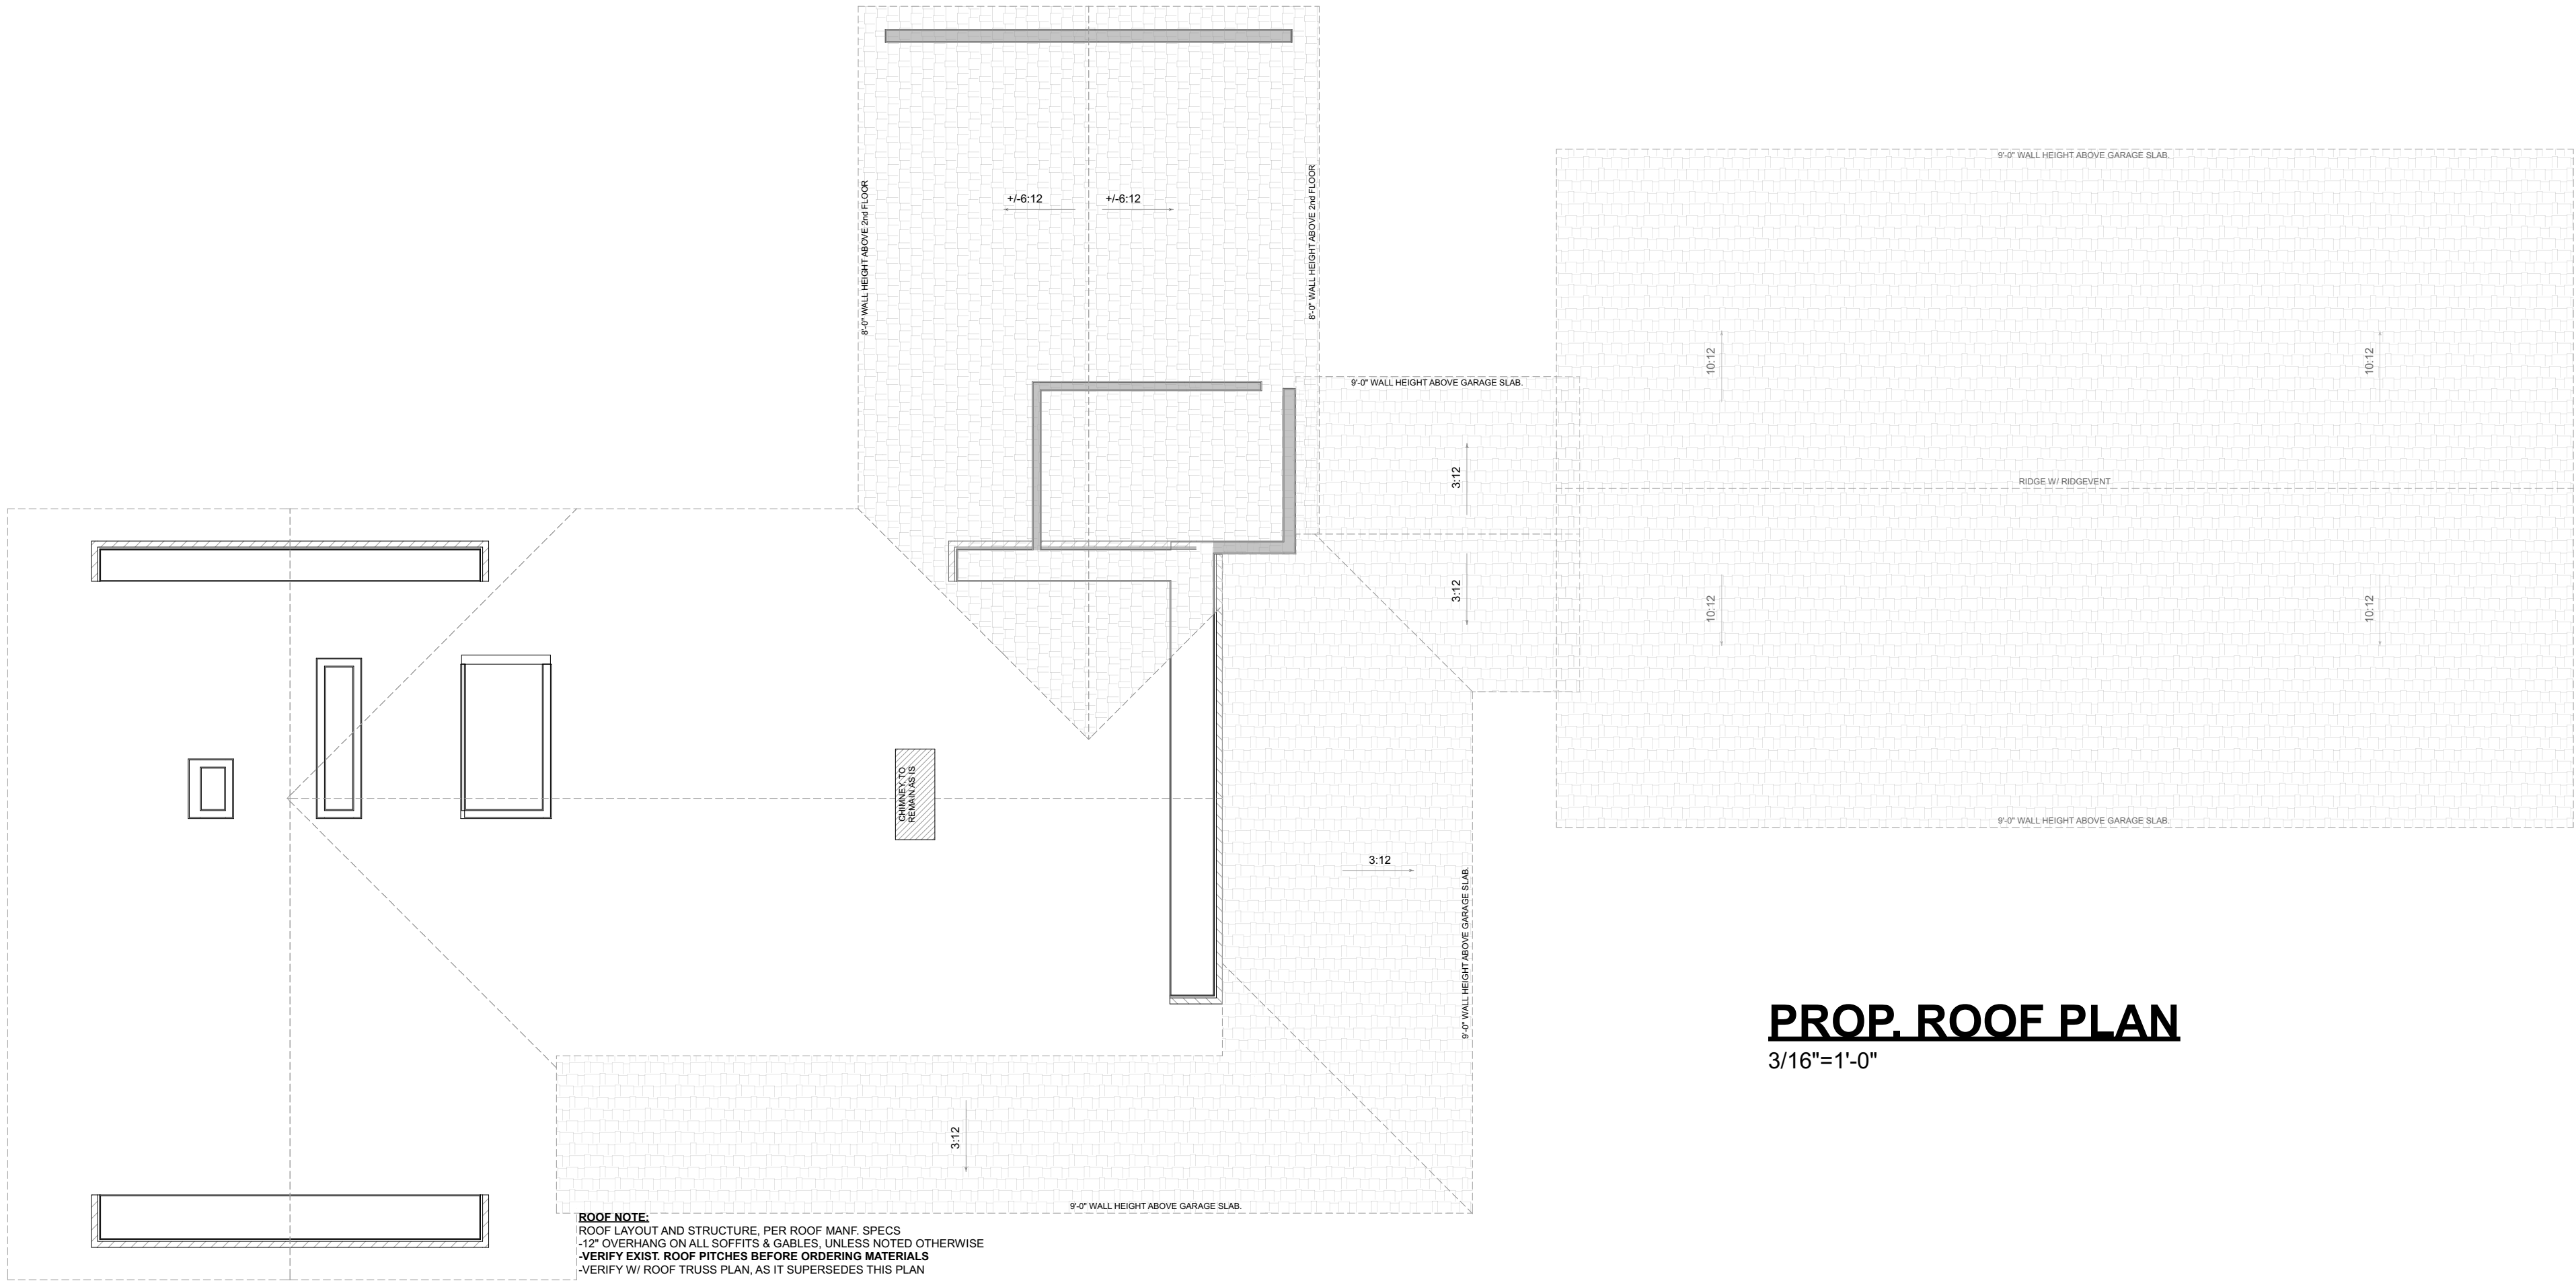 +/-6:12
+/-6:12
8'-0" WALL HEIGHT ABOVE 2nd FLOOR
8'-0" WALL HEIGHT ABOVE 2nd FLOOR
9'-0" WALL HEIGHT ABOVE GARAGE SLAB.
10:12
10:12
9'-0" WALL HEIGHT ABOVE GARAGE SLAB.
3:12
RIDGE W/ RIDGEVENT
3:12
10:12
10:12
CHIMNEY, TO
REMAIN AS IS
9'-0" WALL HEIGHT ABOVE GARAGE SLAB.
3:12
9'-0" WALL HEIGHT ABOVE GARAGE SLAB.
3:12
9'-0" WALL HEIGHT ABOVE GARAGE SLAB.
PROP. ROOF PLAN
3/16"=1'-0"
ROOF NOTE:
ROOF LAYOUT AND STRUCTURE, PER ROOF MANF. SPECS
-12" OVERHANG ON ALL SOFFITS & GABLES, UNLESS NOTED OTHERWISE
-VERIFY EXIST. ROOF PITCHES BEFORE ORDERING MATERIALS
-VERIFY W/ ROOF TRUSS PLAN, AS IT SUPERSEDES THIS PLAN